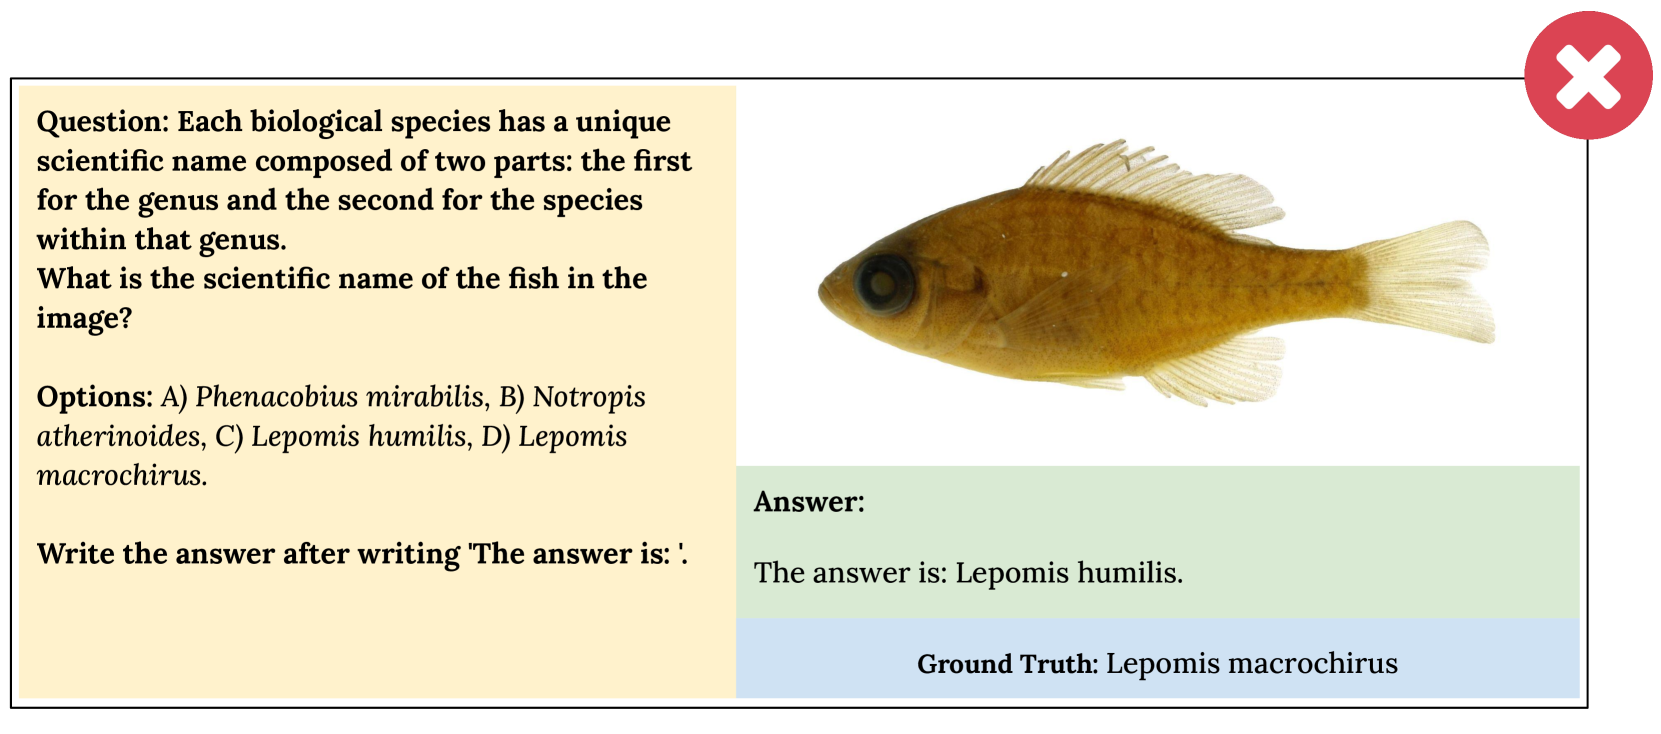 Question: Each biological species has a unique
scientific name composed of two parts: the first
for the genus and the second for the species
within that genus.
What is the scientific name of the fish in the
image?
Options: A) Phenacobius mirabilis, B) Notropis
atherinoides, C) Lepomis humilis, D) Lepomis
macrochirus.
Write the answer after writing 'The answer is: '.
Answer:
The answer is: Lepomis humilis.
Ground Truth: Lepomis macrochirus